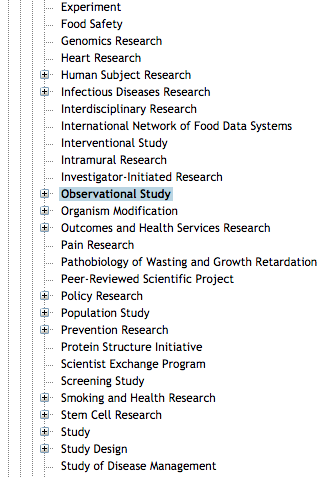 Experiment
Food Safety
Genomics Research
Heart Research
Human Subject Research
Infectious Diseases Research
Interdisciplinary Research
International Network of Food Data Systems
Interventional Study
Intramural Research
Investigator-Initiated Research
Observational Study
Organism Modification
Outcomes and Health Services Research
Pain Research
Pathobiology of Wasting and Growth Retardation
Peer-Reviewed Scientific Project
Policy Research
Population Study
Prevention Research
Protein Structure Initiative
Scientist Exchange Program
Screening Study
Smoking and Health Research
Stem Cell Research
Study
Study Design
Study of Disease Management